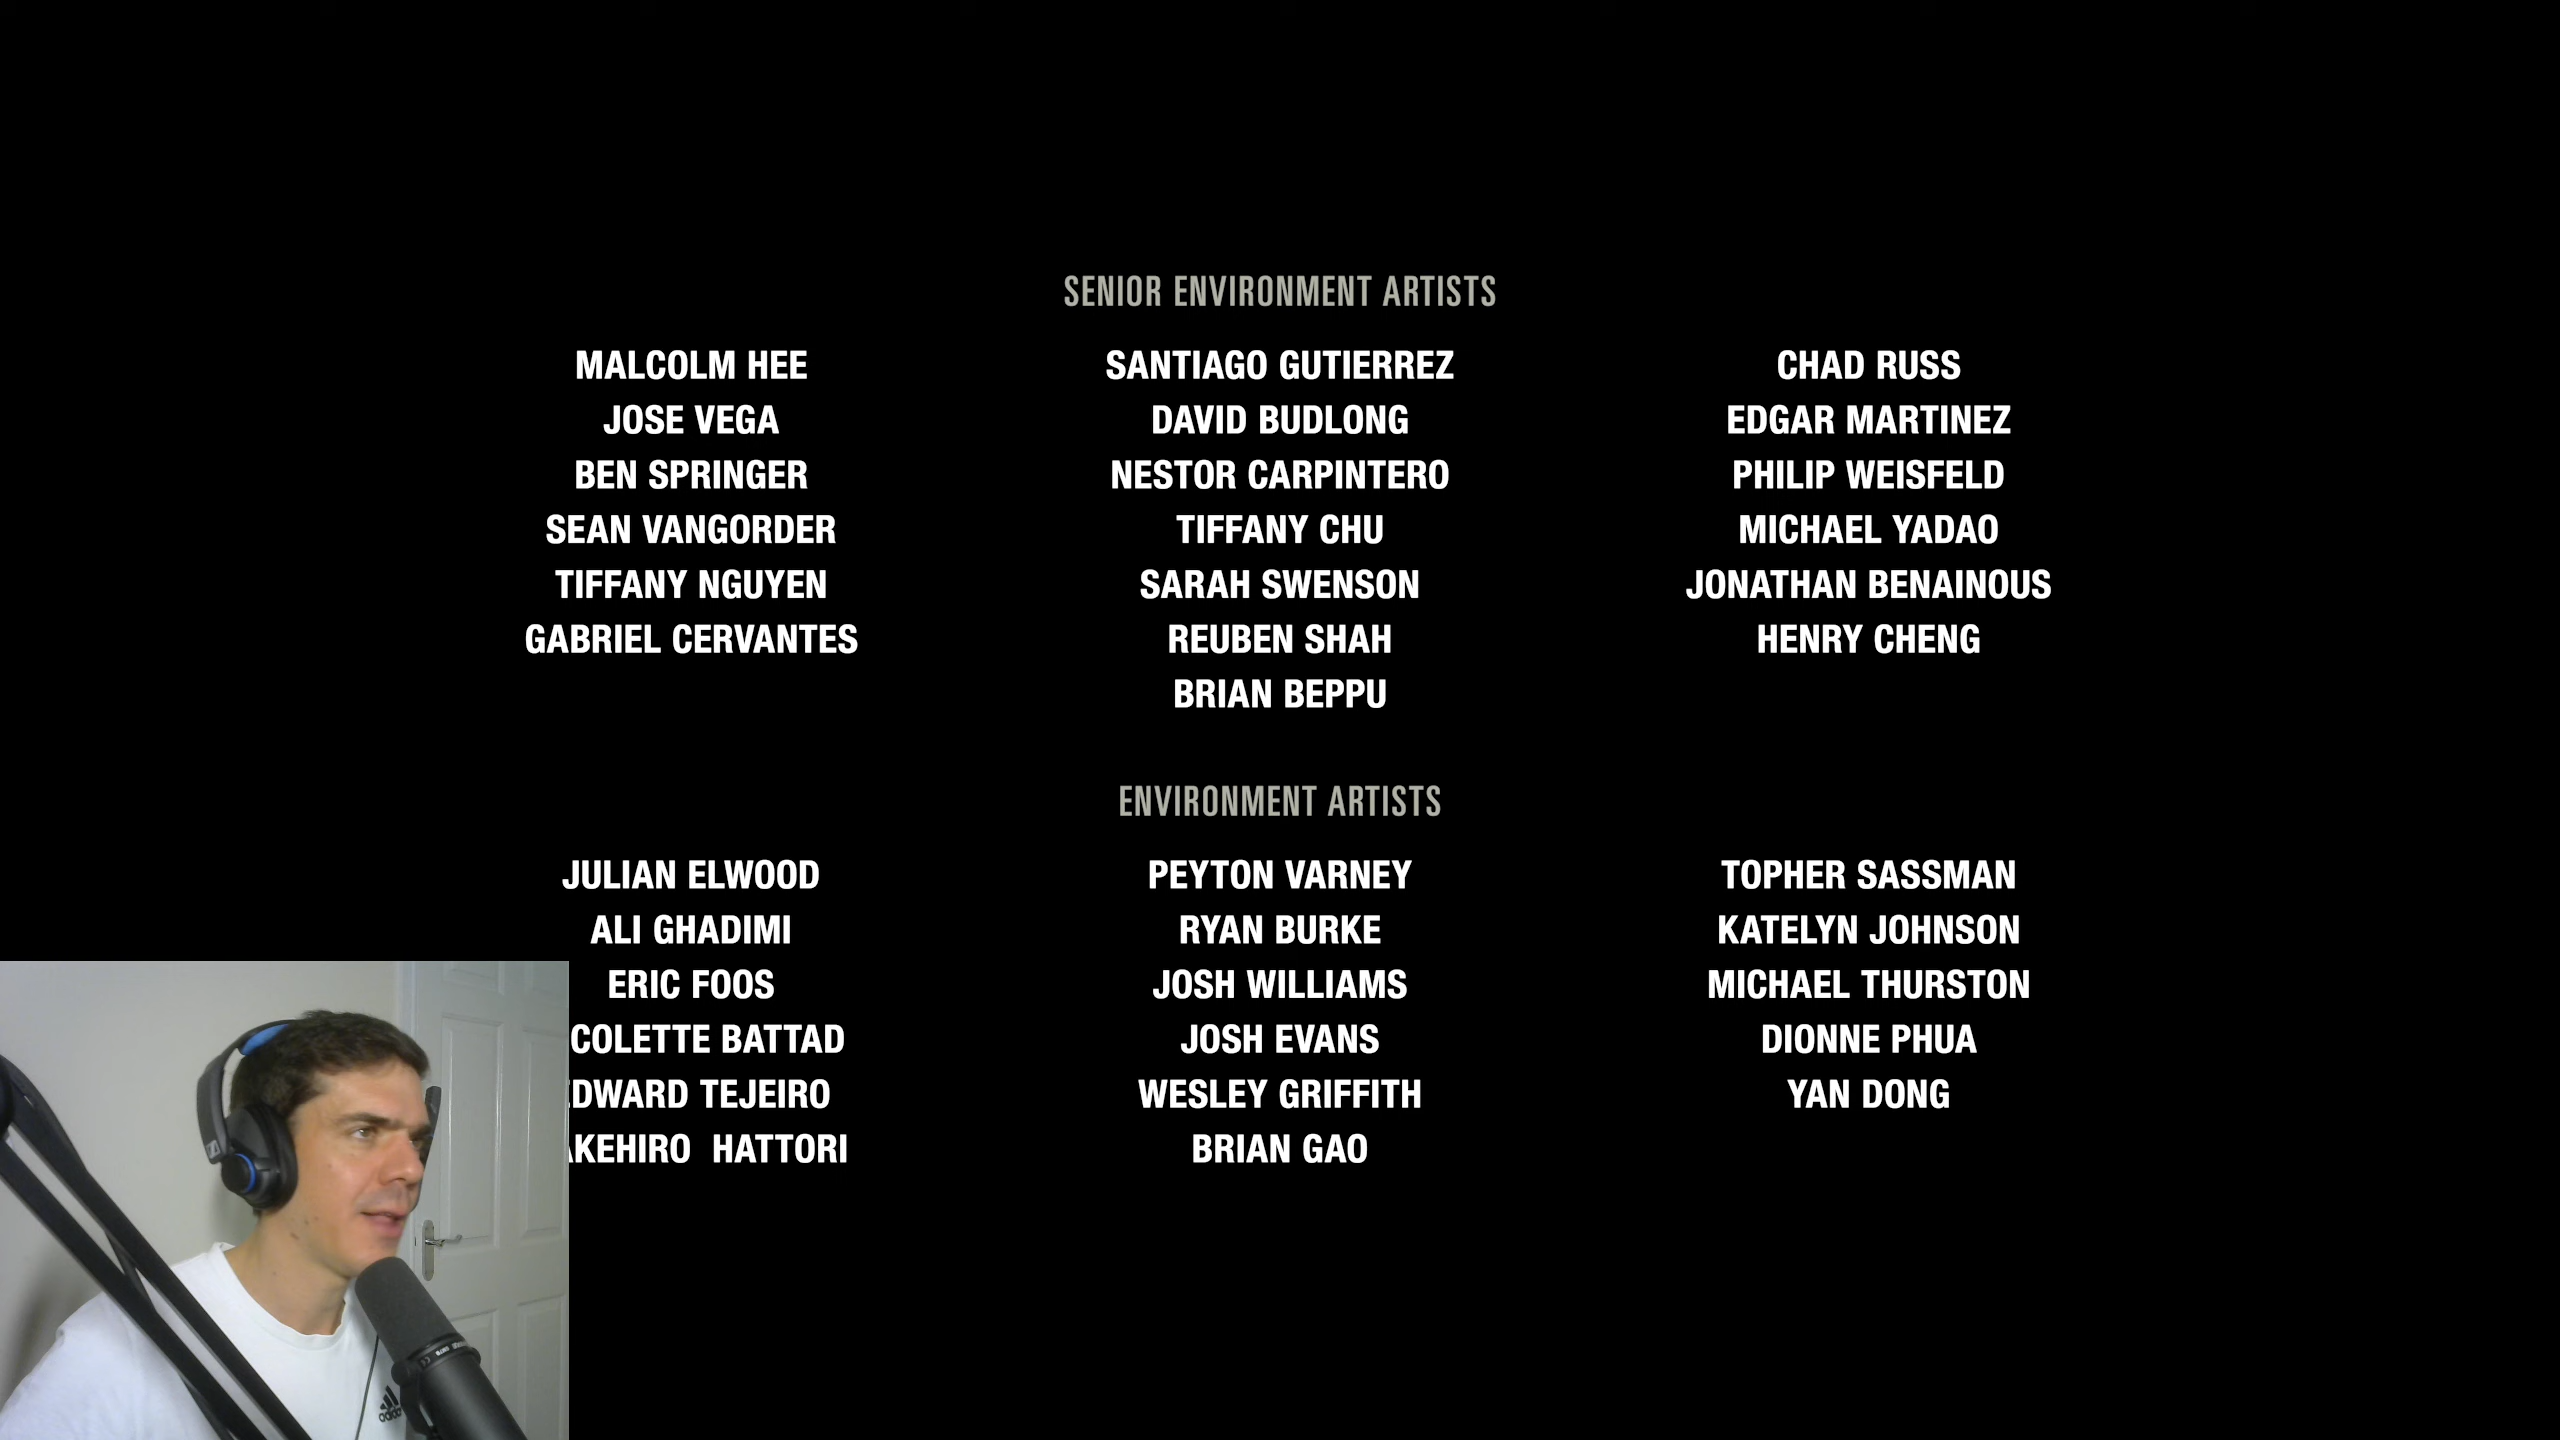 SENIOR ENVIRONMENT ARTISTS
MALCOLM HEE SANTIAGO GUTIERREZ CHAD RUSS
JOSE VEGA DAVID BUDLONG EDGAR MARTINEZ
BEN SPRINGER NESTOR CARPINTERO PHILIP WEISFELD
SEAN VANGORDER TIFFANY CHU MICHAEL YADAO
TIFFANY NGUYEN SARAH SWENSON JONATHAN BENAINOUS
GABRIEL CERVANTES REUBEN SHAH HENRY CHENG
BRIAN BEPPU
ENVIRONMENT ARTISTS
JULIAN ELWOOD PEYTON VARNEY TOPHER SASSMAN
ALI GHADIMI RYAN BURKE KATELYN JOHNSON
ERIC FOOS JOSH WILLIAMS MICHAEL THURSTON
BATTAD JOSH EVANS DIONNE PHUA
TEJEIRO WESLEY GRIFFITH YAN DONG
HATTORI BRIAN GAO